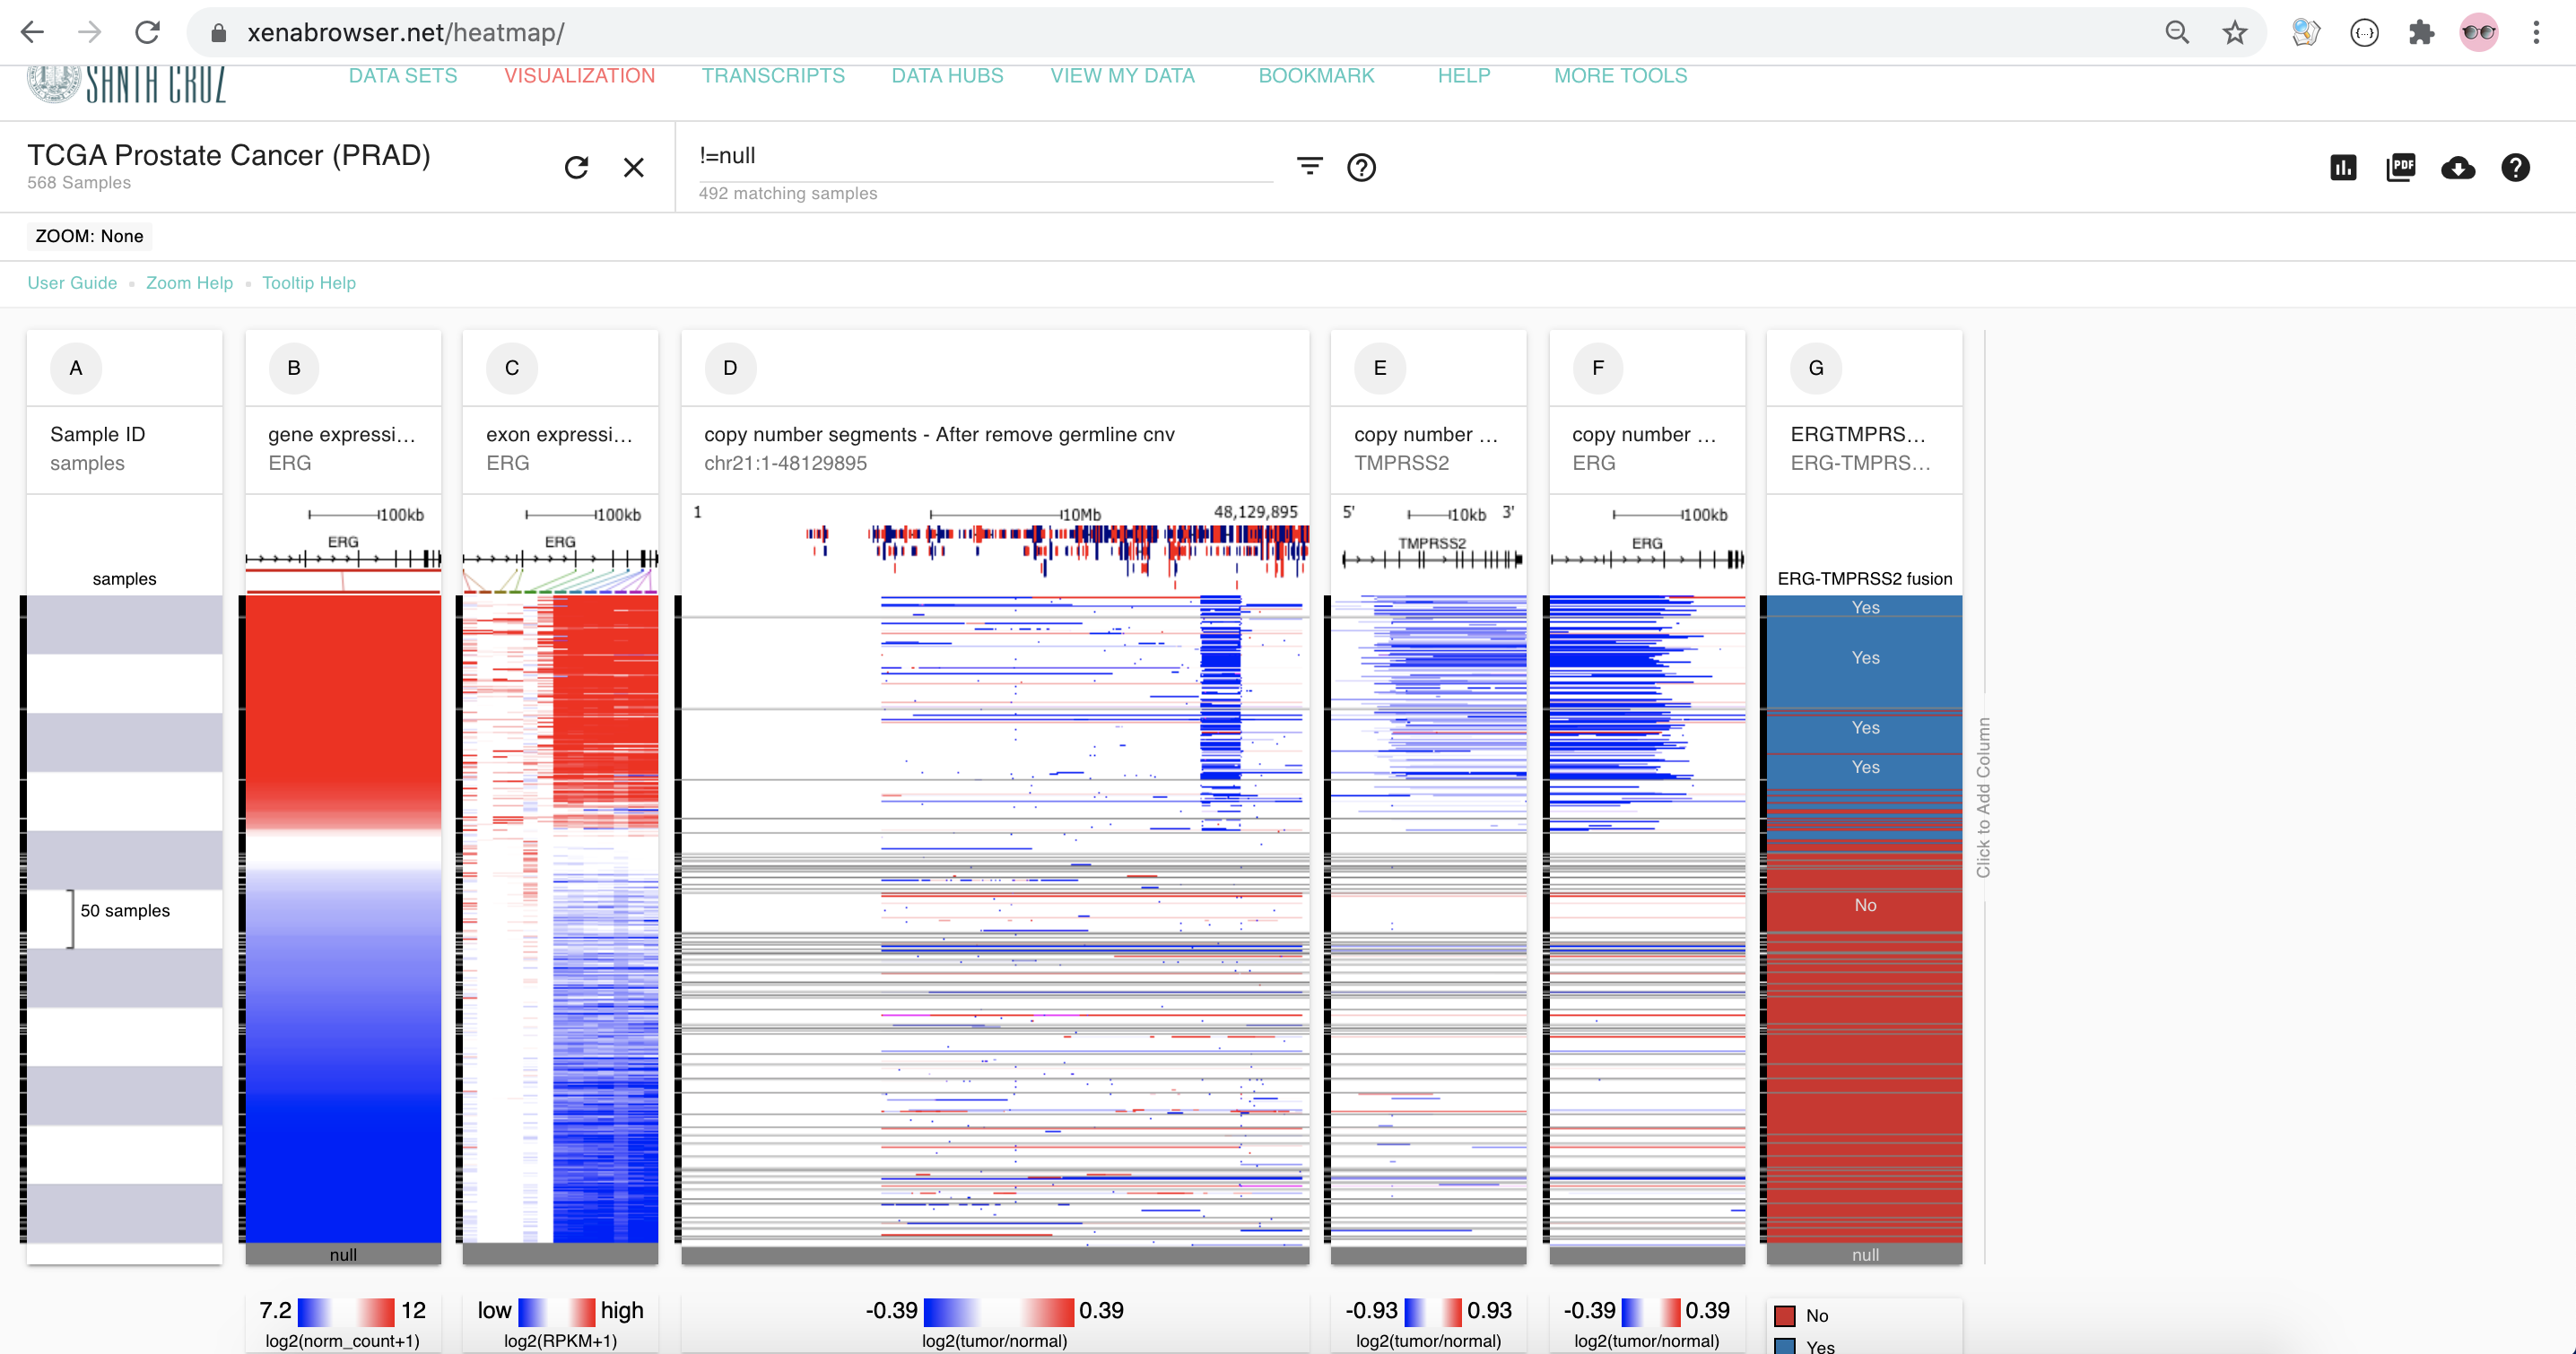 xenabrowser.net/heatmap/
SANTA CRUZ
DATA SETS VISUALIZATION TRANSCRIPTS DATA HUBS VIEW MY DATA BOOKMARK HELP MORE TOOLS
TCGA Prostate Cancer (PRAD)
568 Samples
!=null
492 matching samples
PDF
ZOOM: None
User Guide Zoom Help Tooltip Help
A B C D E F G
Sample ID
samples
samples
gene expressi...
ERG
100kb
ERG
exon expressi...
ERG
100kb
ERG
copy number segments - After remove germline cnv
chr21:1-48129895
1 10Mb 48,129,895
copy number ...
TMPRSS2
5' 10kb 3'
TMPRSS2
copy number ...
ERG
100kb
ERG
ERGTMPRS...
ERG-TMPRS...
ERG-TMPRSS2 fusion
Yes
Yes
Yes
Yes
No
null
50 samples
null
Click to Add Column
7.2 12
log2(norm_count+1)
low high
log2(RPKM+1)
-0.39 0.39
log2(tumor/normal)
-0.93 0.93
log2(tumor/normal)
-0.39 0.39
log2(tumor/normal)
No
Yes